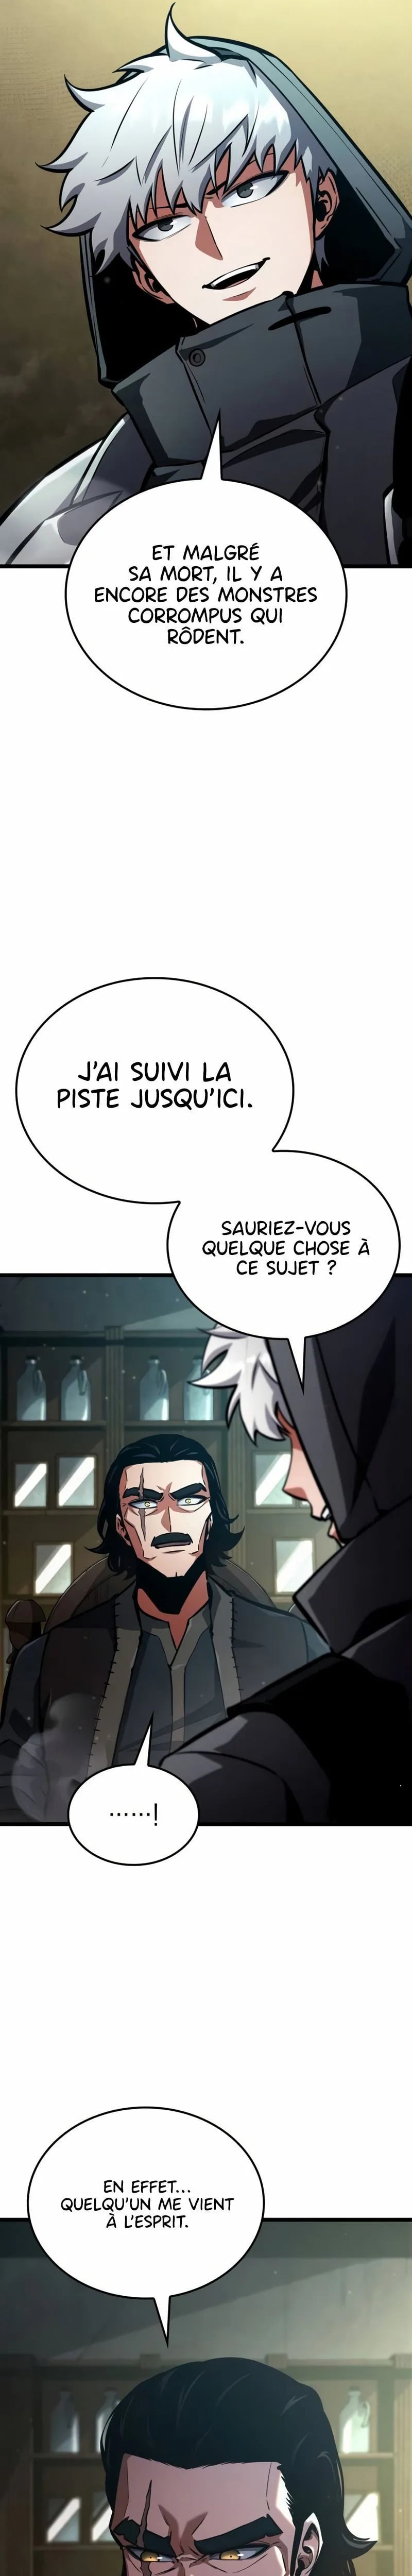 ET MALGRÉ
SA MORT, IL Y A
ENCORE DES MONSTRES
CORROMPUS QUI
RÔDENT.
J'AI SUIVI LA
PISTE JUSQU'ICI.
SAURIEZ-VOUS
QUELQUE CHOSE À
CE SUJET ?
……!
EN EFFET...
QUELQU'UN ME VIENT
À L'ESPRIT.